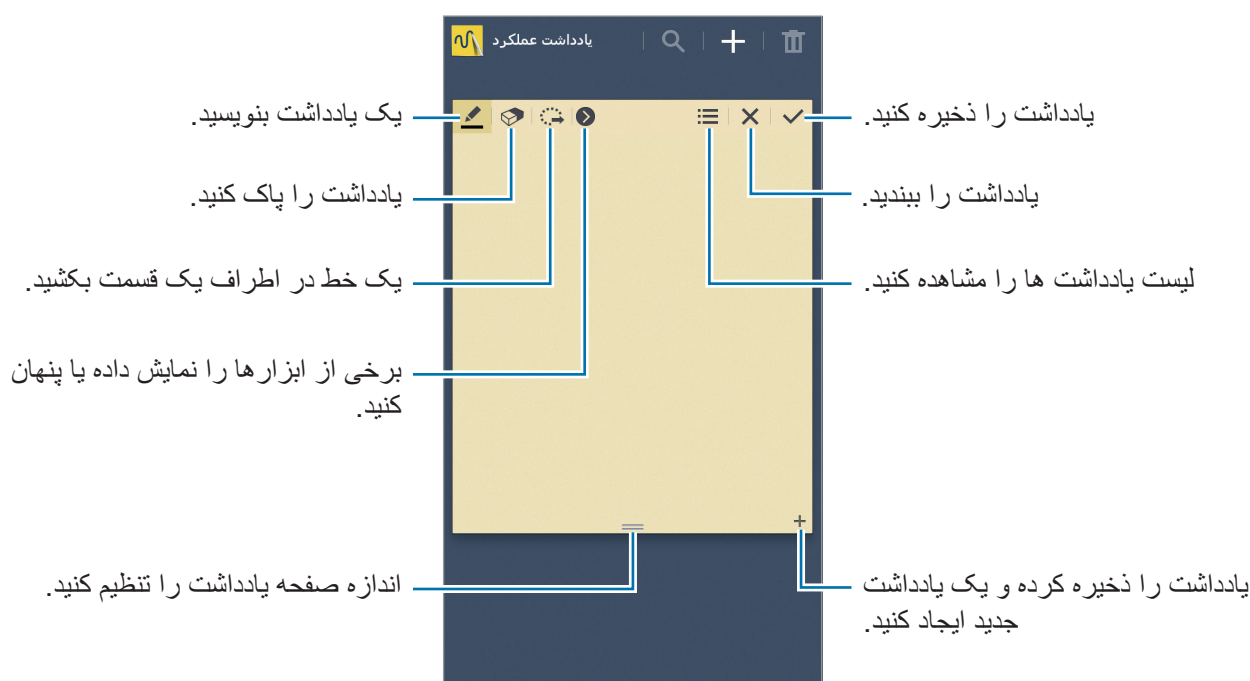 یادداشت عملکرد
یادداشت را ذخیره کنید.
یک یادداشت بنویسید.
یادداشت را ببندید.
یادداشت را پاک کنید.
لیست یادداشت ها را مشاهده کنید.
یک خط در اطراف یک قسمت بکشید.
برخی از ابزارها را نمایش داده یا پنهان
کنید.
یادداشت را ذخیره کرده و یک یادداشت
جدید ایجاد کنید.
اندازه صفحه یادداشت را تنظیم کنید.